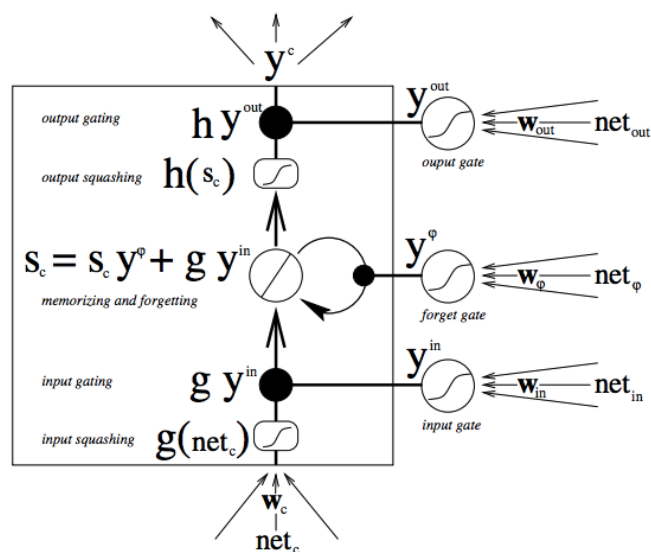 y^c
output gating
h y^out
y^out
w_out
net_out
ouput gate
output squashing
h(s_c)
s_c = s_c y^φ + g y^in
memorizing and forgetting
y^φ
w_φ
net_φ
forget gate
input gating
g y^in
y^in
w_in
net_in
input gate
input squashing
g(net_c)
w_c
net_c